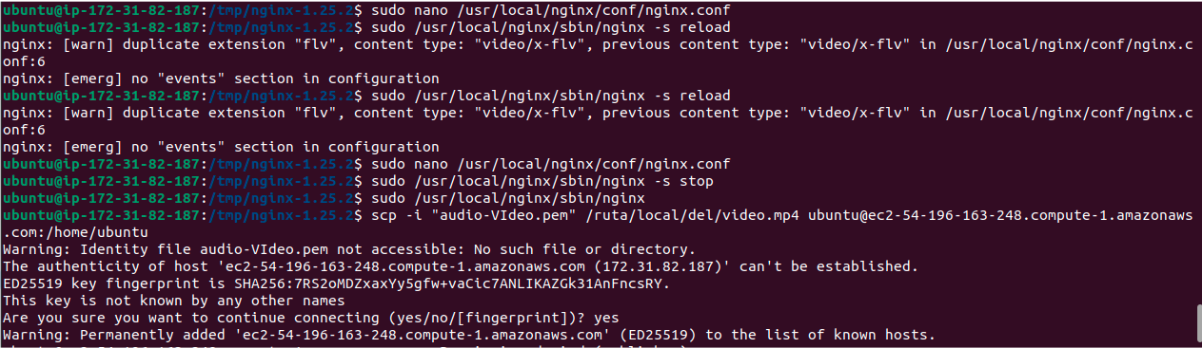 ubuntu@ip-172-31-82-187:/tmp/nginx-1.25.2$ sudo nano /usr/local/nginx/conf/nginx.conf
ubuntu@ip-172-31-82-187:/tmp/nginx-1.25.2$ sudo /usr/local/nginx/sbin/nginx -s reload
nginx: [warn] duplicate extension "flv", content type: "video/x-flv", previous content type: "video/x-flv" in /usr/local/nginx/conf/nginx.c
onf:6
nginx: [emerg] no "events" section in configuration
ubuntu@ip-172-31-82-187:/tmp/nginx-1.25.2$ sudo /usr/local/nginx/sbin/nginx -s reload
nginx: [warn] duplicate extension "flv", content type: "video/x-flv", previous content type: "video/x-flv" in /usr/local/nginx/conf/nginx.c
onf:6
nginx: [emerg] no "events" section in configuration
ubuntu@ip-172-31-82-187:/tmp/nginx-1.25.2$ sudo nano /usr/local/nginx/conf/nginx.conf
ubuntu@ip-172-31-82-187:/tmp/nginx-1.25.2$ sudo /usr/local/nginx/sbin/nginx -s stop
ubuntu@ip-172-31-82-187:/tmp/nginx-1.25.2$ sudo /usr/local/nginx/sbin/nginx
ubuntu@ip-172-31-82-187:/tmp/nginx-1.25.2$ scp -i "audio-VIdeo.pem" /ruta/local/del/video.mp4 ubuntu@ec2-54-196-163-248.compute-1.amazonaws
.com:/home/ubuntu
Warning: Identity file audio-VIdeo.pem not accessible: No such file or directory.
The authenticity of host 'ec2-54-196-163-248.compute-1.amazonaws.com (172.31.82.187)' can't be established.
ED25519 key fingerprint is SHA256:7RS2oMDZxaxYy5gfw+vaCic7ANLIKAZGk31AnFncsRY.
This key is not known by any other names
Are you sure you want to continue connecting (yes/no/[fingerprint])? yes
Warning: Permanently added 'ec2-54-196-163-248.compute-1.amazonaws.com' (ED25519) to the list of known hosts.